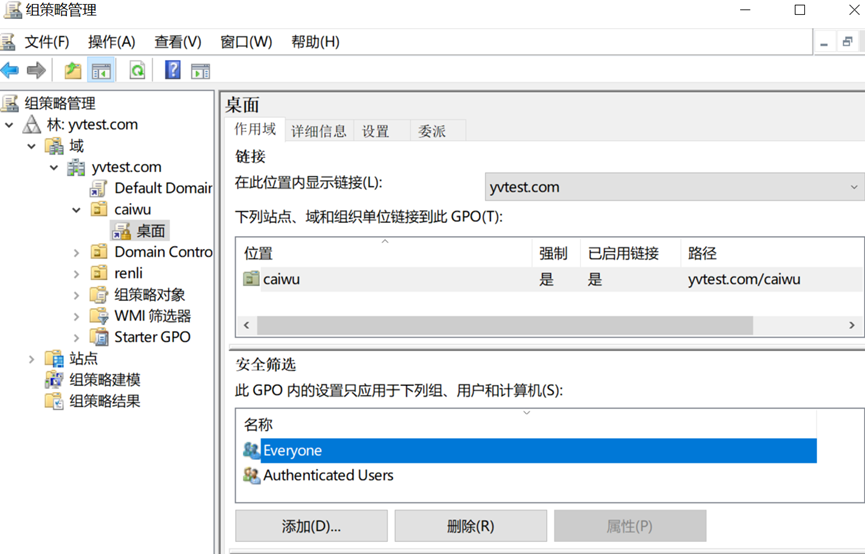 组策略管理
文件(F) 操作(A) 查看(V) 窗口(W) 帮助(H)
组策略管理
林: yvtest.com
域
yvtest.com
Default Domain
caiwu
桌面
Domain Contro
renli
组策略对象
WMI 筛选器
Starter GPO
站点
组策略建模
组策略结果
桌面
作用域 详细信息 设置 委派
链接
在此位置内显示链接(L): yvtest.com
下列站点、域和组织单位链接到此 GPO(T):
位置 强制 已启用链接 路径
caiwu 是 是 yvtest.com/caiwu
安全筛选
此 GPO 内的设置只应用于下列组、用户和计算机(S):
名称
Everyone
Authenticated Users
添加(D)... 删除(R) 属性(P)